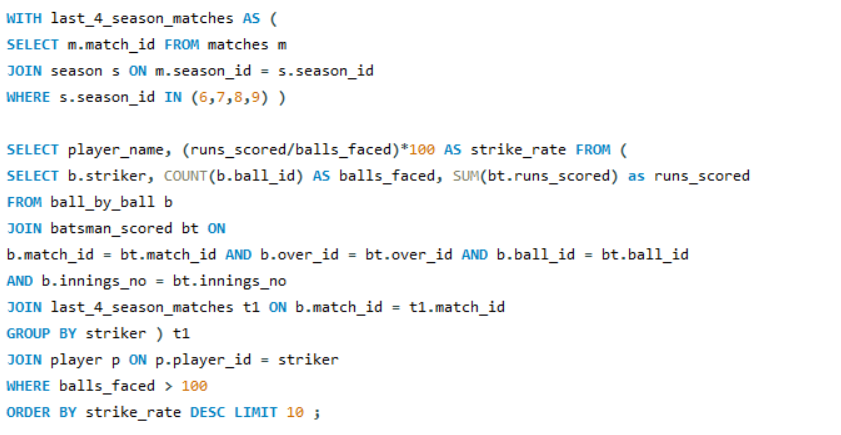 WITH last_4_season_matches AS (
SELECT m.match_id FROM matches m
JOIN season s ON m.season_id = s.season_id
WHERE s.season_id IN (6,7,8,9) )
SELECT player_name, (runs_scored/balls_faced)*100 AS strike_rate FROM (
SELECT b.striker, COUNT(b.ball_id) AS balls_faced, SUM(bt.runs_scored) as runs_scored
FROM ball_by_ball b
JOIN batsman_scored bt ON
b.match_id = bt.match_id AND b.over_id = bt.over_id AND b.ball_id = bt.ball_id
AND b.innings_no = bt.innings_no
JOIN last_4_season_matches t1 ON b.match_id = t1.match_id
GROUP BY striker ) t1
JOIN player p ON p.player_id = striker
WHERE balls_faced > 100
ORDER BY strike_rate DESC LIMIT 10 ;